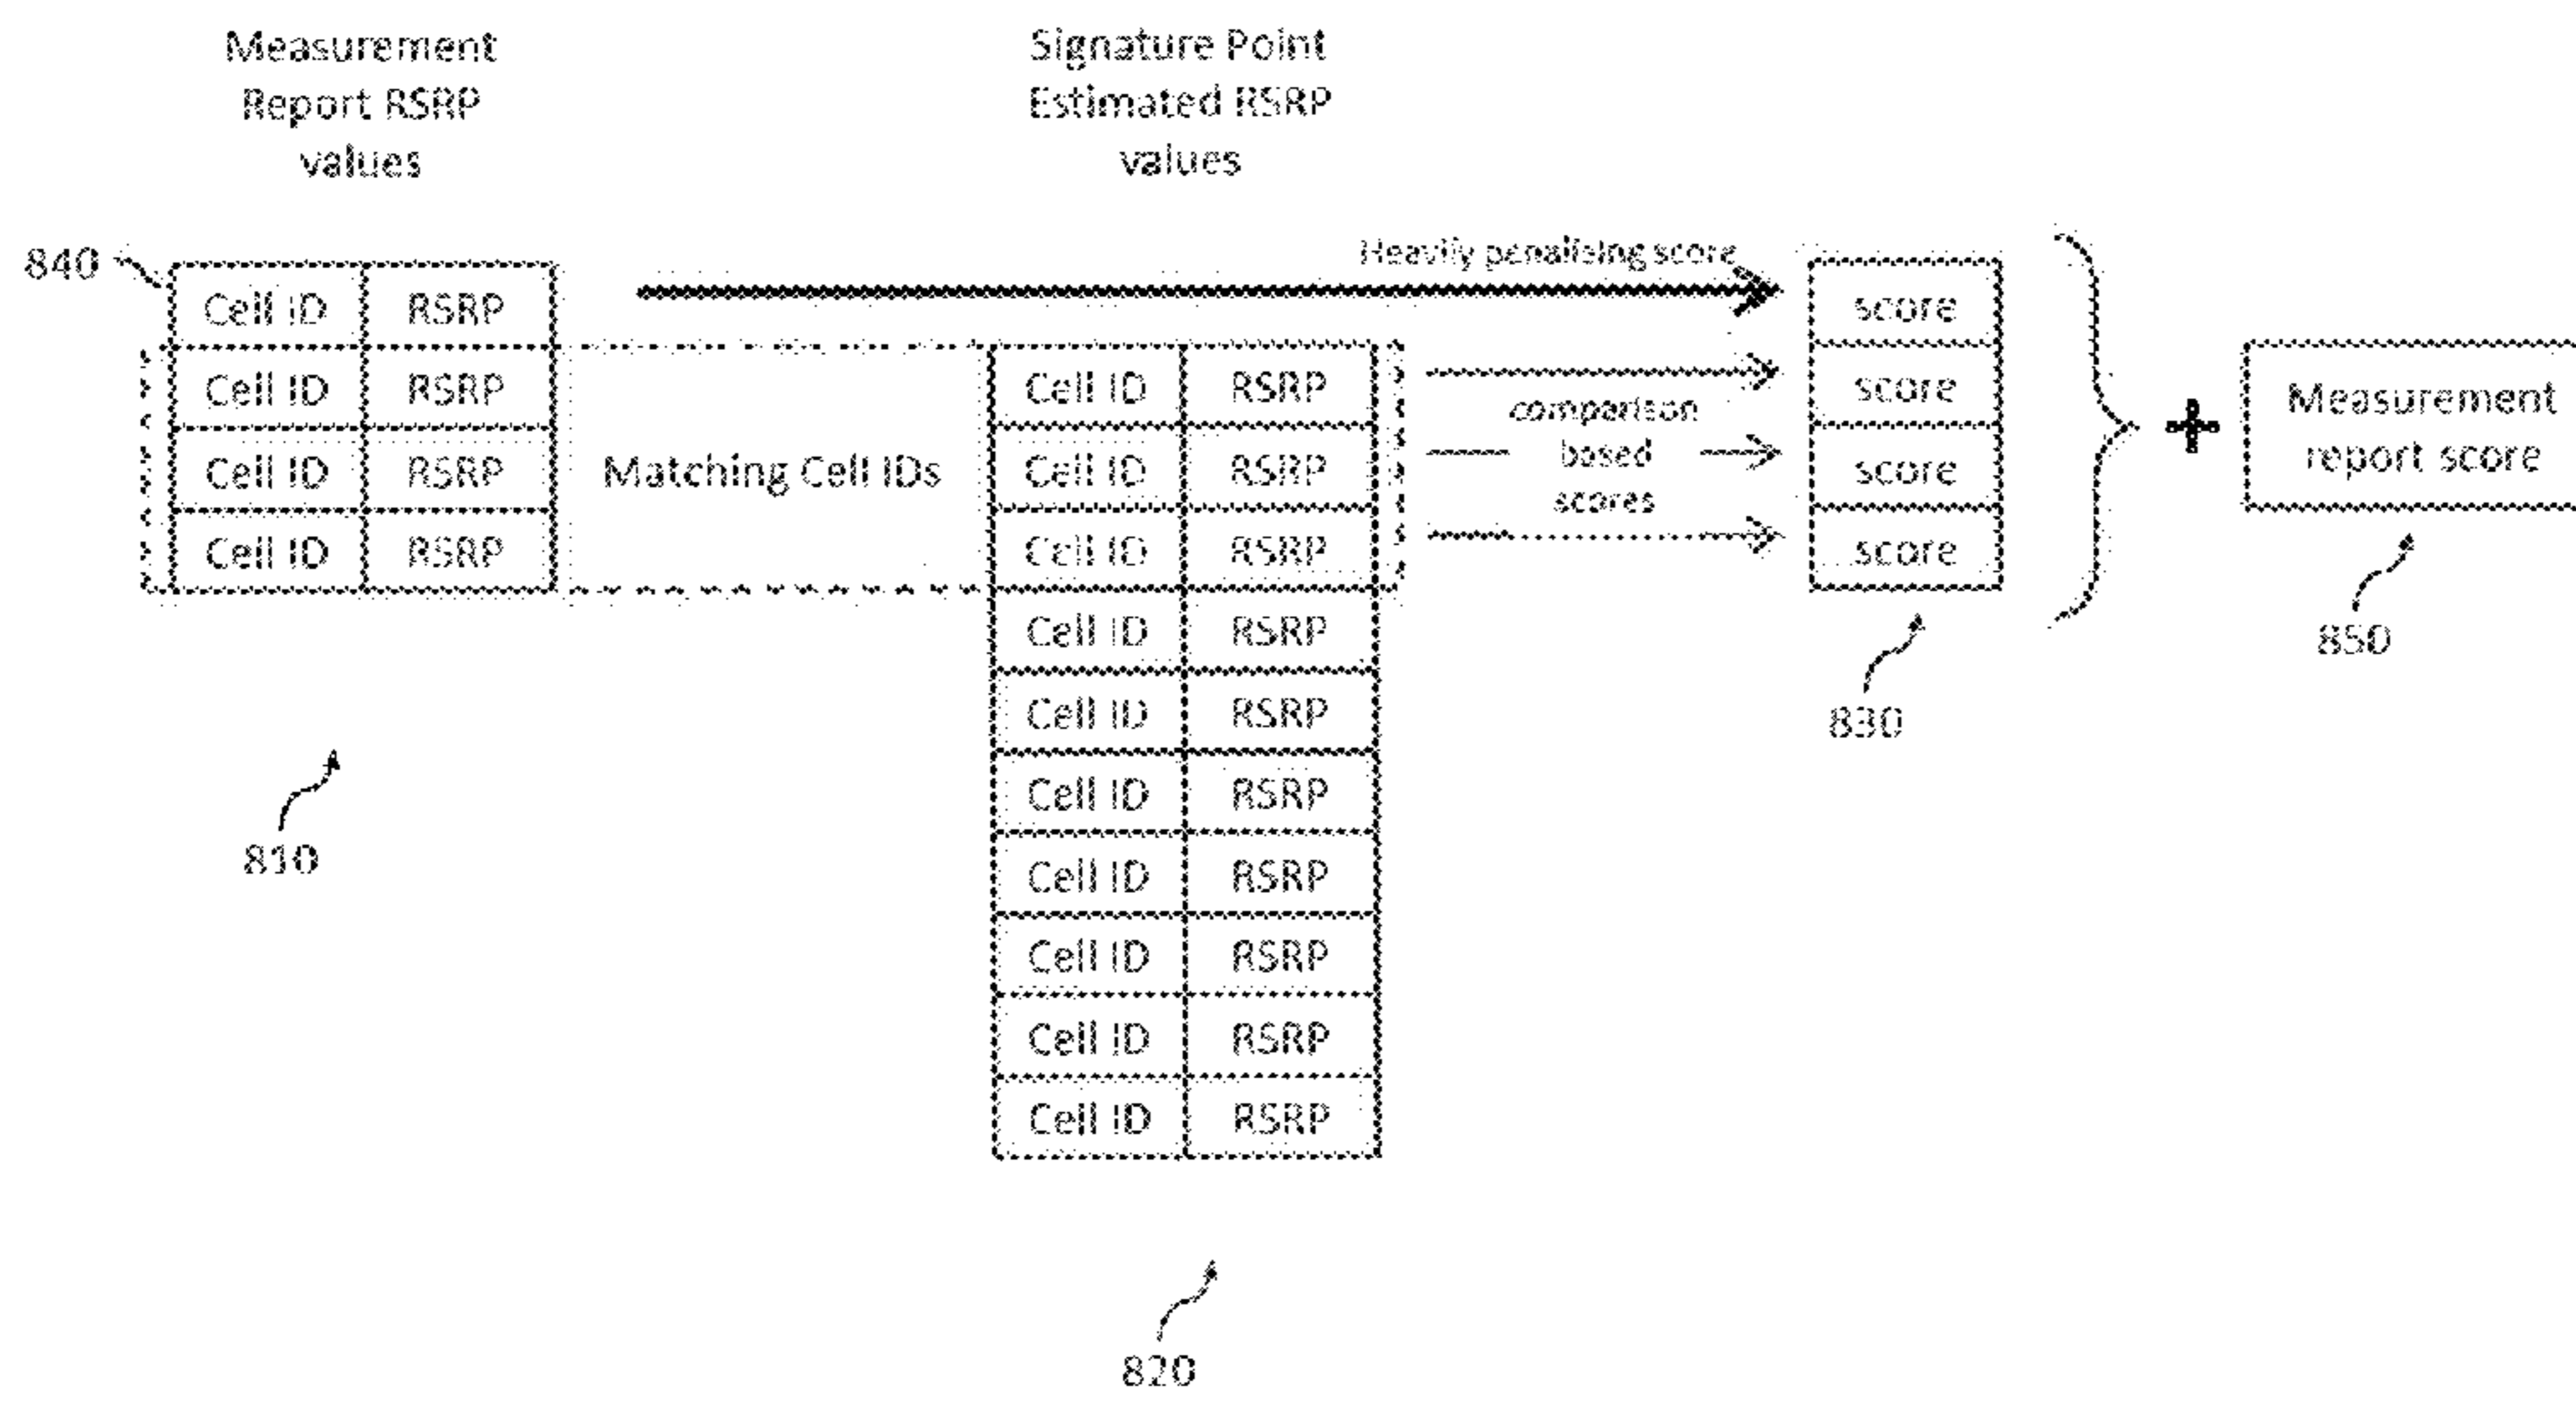 Measurement
Report RSRP
values
Signature Point
Estimated RSRP
values
840
Heavily penalising score
Cell ID RSRP
score
Cell ID RSRP
Cell ID RSRP
score
comparison
based
scores
Cell ID RSRP
Matching Cell IDs
Cell ID RSRP
score
Cell ID RSRP
Cell ID RSRP
score
+
Measurement
report score
Cell ID RSRP
Cell ID RSRP
Cell ID RSRP
Cell ID RSRP
Cell ID RSRP
Cell ID RSRP
Cell ID RSRP
810
820
830
850